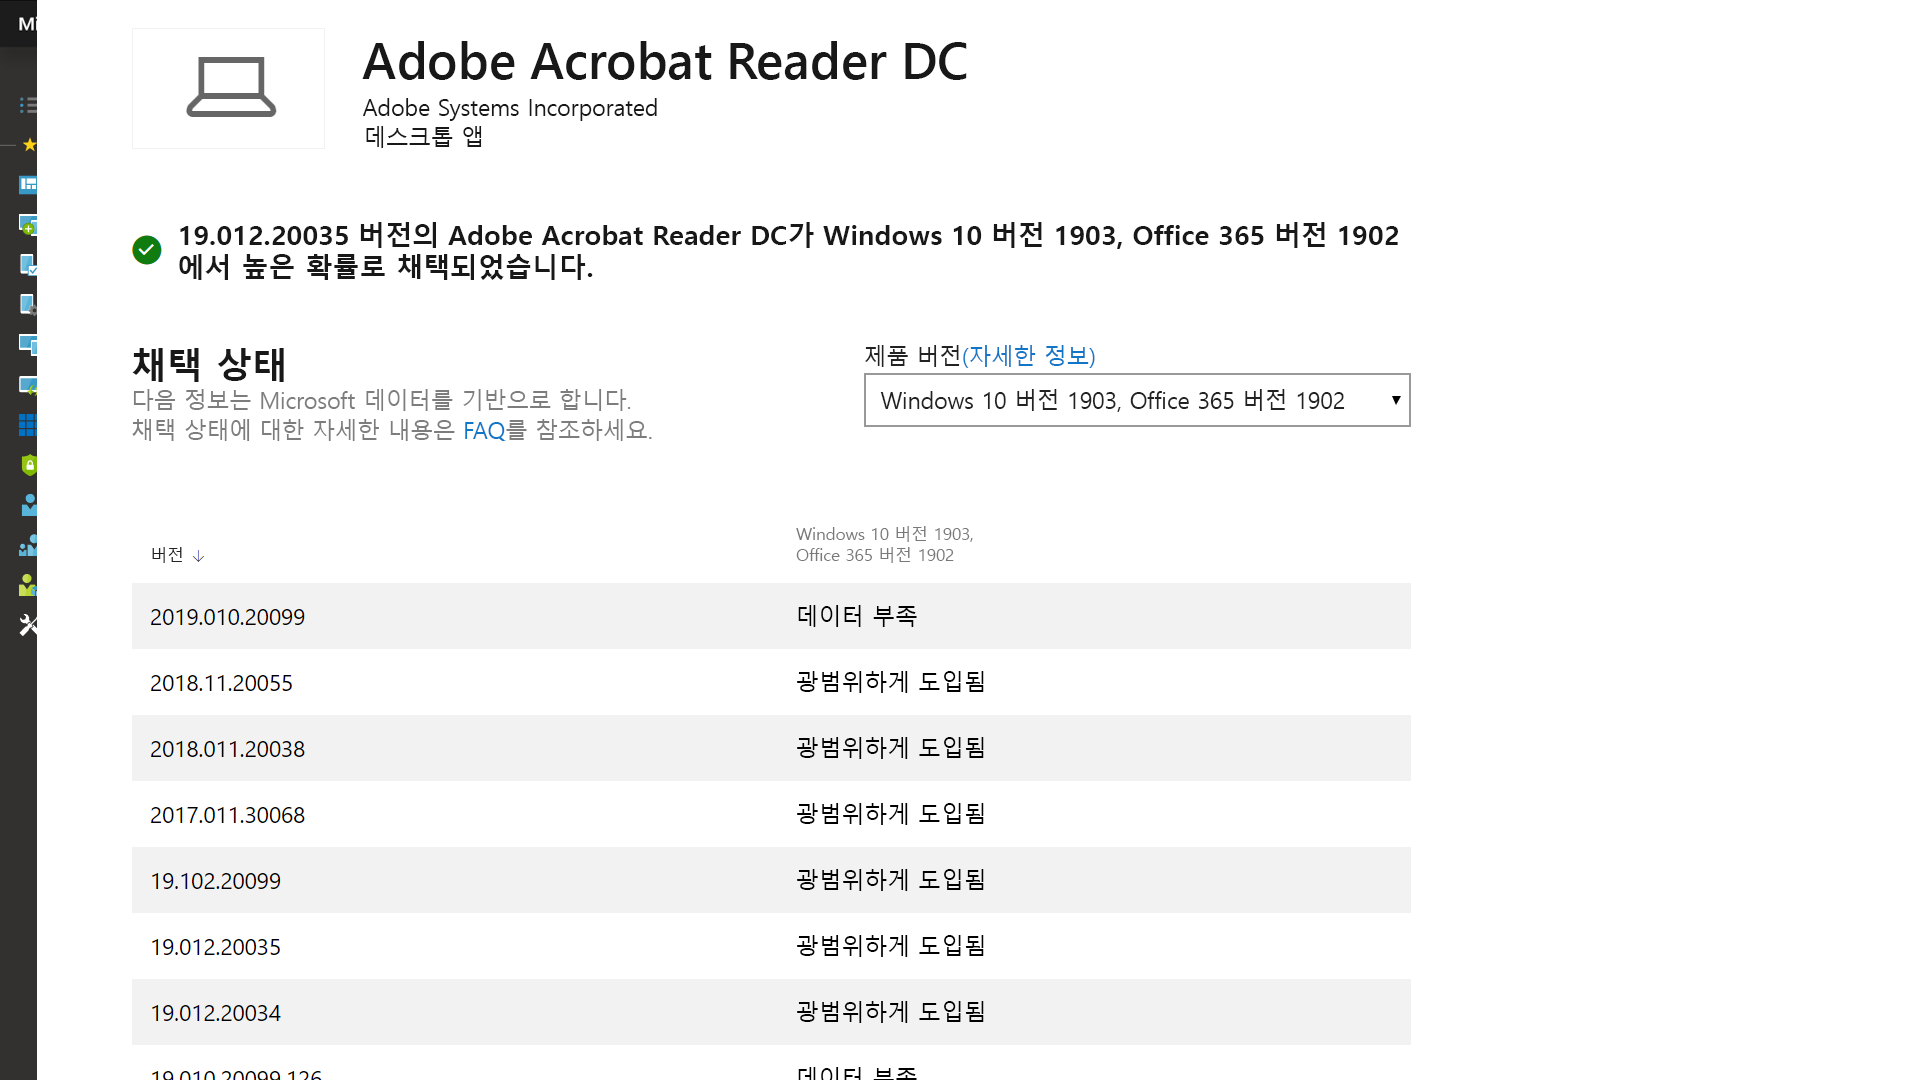 Mi
Adobe Acrobat Reader DC
Adobe Systems Incorporated
데스크톱 앱
19.012.20035 버전의 Adobe Acrobat Reader DC가 Windows 10 버전 1903, Office 365 버전 1902
에서 높은 확률로 채택되었습니다.
채택 상태
다음 정보는 Microsoft 데이터를 기반으로 합니다.
채택 상태에 대한 자세한 내용은 FAQ를 참조하세요.
제품 버전(자세한 정보)
Windows 10 버전 1903, Office 365 버전 1902
버전 ↓
Windows 10 버전 1903,
Office 365 버전 1902
2019.010.20099 데이터 부족
2018.11.20055 광범위하게 도입됨
2018.011.20038 광범위하게 도입됨
2017.011.30068 광범위하게 도입됨
19.102.20099 광범위하게 도입됨
19.012.20035 광범위하게 도입됨
19.012.20034 광범위하게 도입됨
19.010.20099.126 데이터 부족